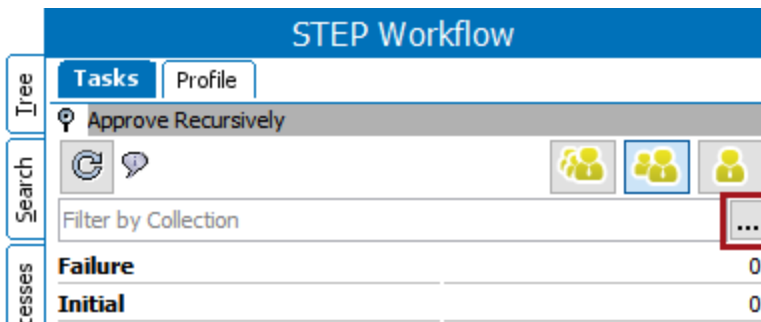 STEP Workflow
Tree
Tasks Profile
Approve Recursively
Search
Filter by Collection ...
Failure 0
Initial 0